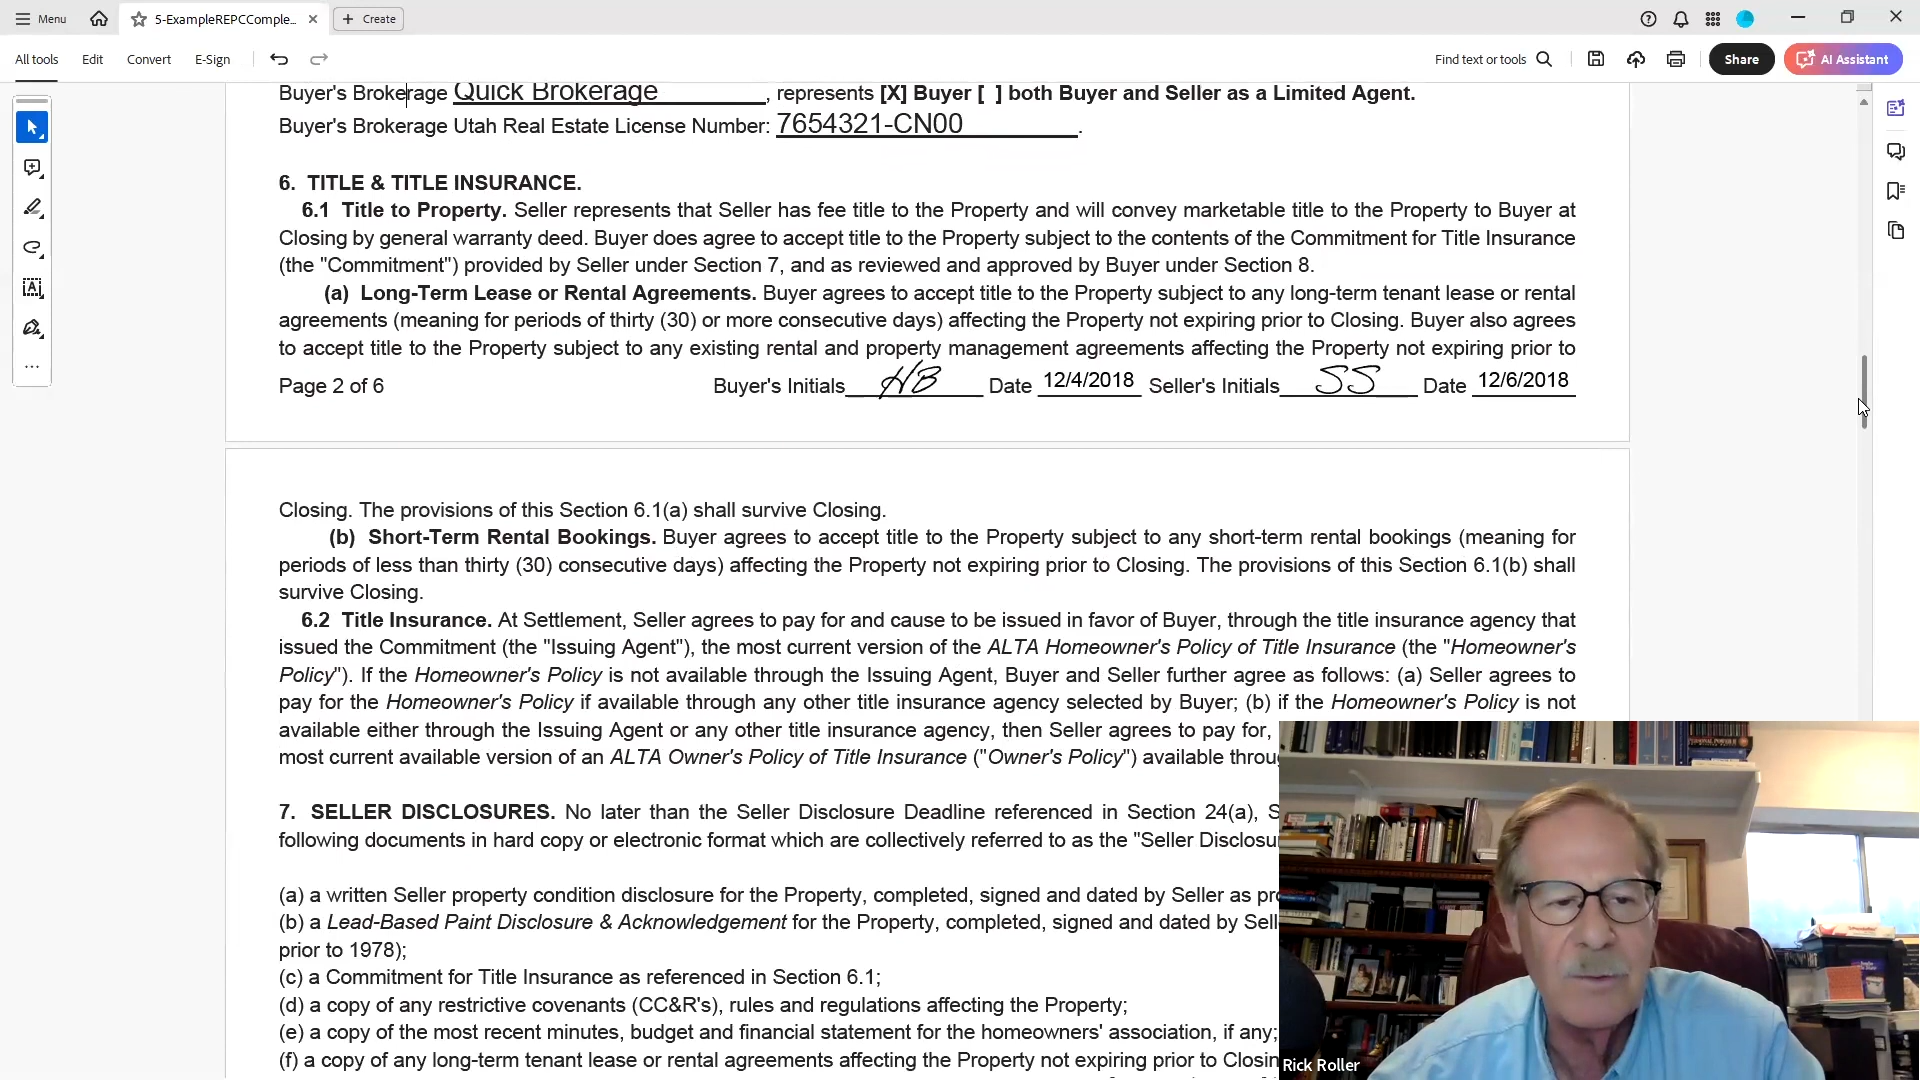 Menu
5-ExampleREPCComple...
Create
All tools
Edit
Convert
E-Sign
Find text or tools
Share
AI Assistant
Buyer's Brokerage Quick Brokerage, represents [X] Buyer [ ] both Buyer and Seller as a Limited Agent.
Buyer's Brokerage Utah Real Estate License Number: 7654321-CN00.
6. TITLE & TITLE INSURANCE.
6.1 Title to Property. Seller represents that Seller has fee title to the Property and will convey marketable title to the Property to Buyer at
Closing by general warranty deed. Buyer does agree to accept title to the Property subject to the contents of the Commitment for Title Insurance
(the "Commitment") provided by Seller under Section 7, and as reviewed and approved by Buyer under Section 8.
(a) Long-Term Lease or Rental Agreements. Buyer agrees to accept title to the Property subject to any long-term tenant lease or rental
agreements (meaning for periods of thirty (30) or more consecutive days) affecting the Property not expiring prior to Closing. Buyer also agrees
to accept title to the Property subject to any existing rental and property management agreements affecting the Property not expiring prior to
Page 2 of 6 Buyer's Initials HB Date 12/4/2018 Seller's Initials SS Date 12/6/2018
Closing. The provisions of this Section 6.1(a) shall survive Closing.
(b) Short-Term Rental Bookings. Buyer agrees to accept title to the Property subject to any short-term rental bookings (meaning for
periods of less than thirty (30) consecutive days) affecting the Property not expiring prior to Closing. The provisions of this Section 6.1(b) shall
survive Closing.
6.2 Title Insurance. At Settlement, Seller agrees to pay for and cause to be issued in favor of Buyer, through the title insurance agency that
issued the Commitment (the "Issuing Agent"), the most current version of the ALTA Homeowner's Policy of Title Insurance (the "Homeowner's
Policy"). If the Homeowner's Policy is not available through the Issuing Agent, Buyer and Seller further agree as follows: (a) Seller agrees to
pay for the Homeowner's Policy if available through any other title insurance agency selected by Buyer; (b) if the Homeowner's Policy is not
available either through the Issuing Agent or any other title insurance agency, then Seller agrees to pay for,
most current available version of an ALTA Owner's Policy of Title Insurance ("Owner's Policy") available
7. SELLER DISCLOSURES. No later than the Seller Disclosure Deadline referenced in Section 24(a),
following documents in hard copy or electronic format which are collectively referred to as the "Seller
(a) a written Seller property condition disclosure for the Property, completed, signed and dated by Seller as
(b) a Lead-Based Paint Disclosure & Acknowledgement for the Property, completed, signed and dated by
prior to 1978);
(c) a Commitment for Title Insurance as referenced in Section 6.1;
(d) a copy of any restrictive covenants (CC&R's), rules and regulations affecting the Property;
(e) a copy of the most recent minutes, budget and financial statement for the homeowners' association, if any;
(f) a copy of any long-term tenant lease or rental agreements affecting the Property not expiring prior to
Rick Roller